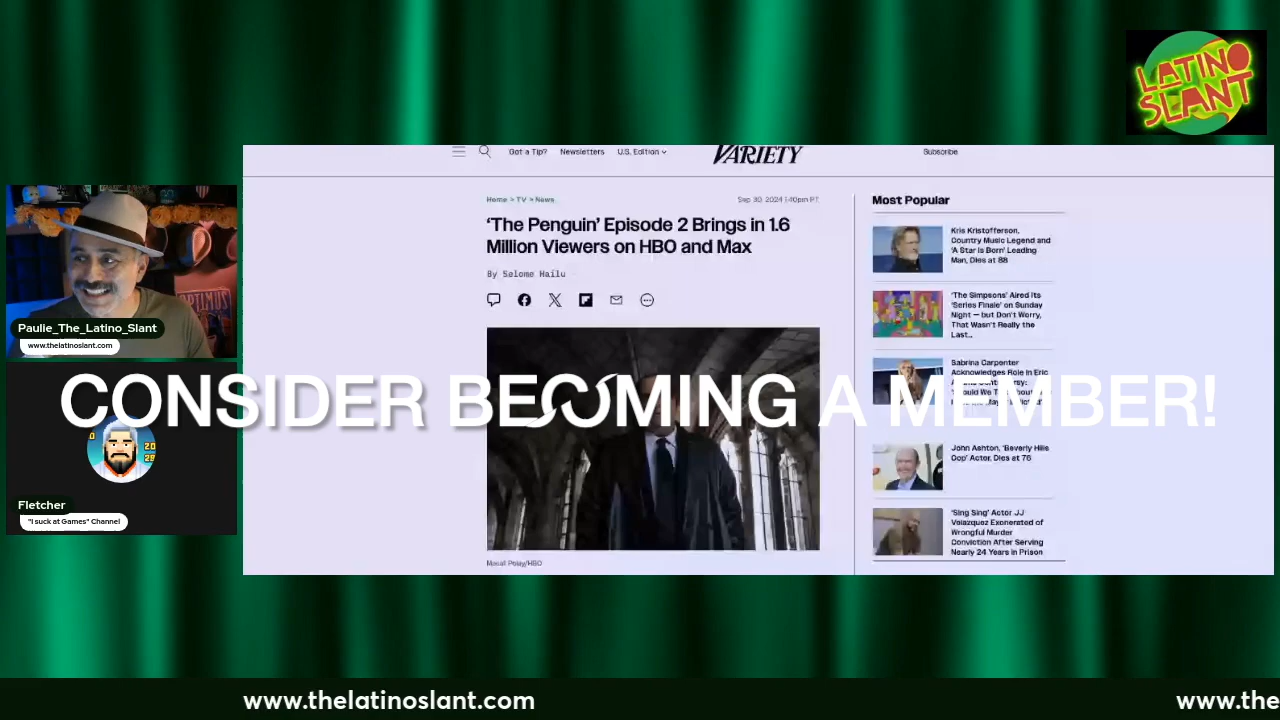 LATINO
SLANT
Got a Tip?
Newsletters
U.S. Edition
VARIETY
Subscribe
Home > TV > News
Sep 30, 2024 1:40pm PT
‘The Penguin’ Episode 2 Brings in 1.6
Million Viewers on HBO and Max
By Selome Hailu
HBO
Most Popular
Kris Kristofferson,
Country Music Legend and
‘A Star Is Born’ Leading
Man, Dies at 88
‘The Simpsons’ Aired Its
‘Series Finale’ on Sunday
Night — but Don’t Worry,
That Wasn’t Really the
Last...
Sabrina Carpenter
Acknowledges Role in Eric
John Ashton, ‘Beverly Hills
Cop’ Actor, Dies at 76
‘Sing Sing’ Actor JJ
Velazquez Exonerated of
Wrongful Murder
Conviction After Serving
Nearly 24 Years in Prison
Paulie_The_Latino_Slant
www.thelatinoslant.com
CONSIDER BECOMING A MEMBER!
0
20
Fletcher
"I suck at Games" Channel
www.thelatinoslant.com
www.the